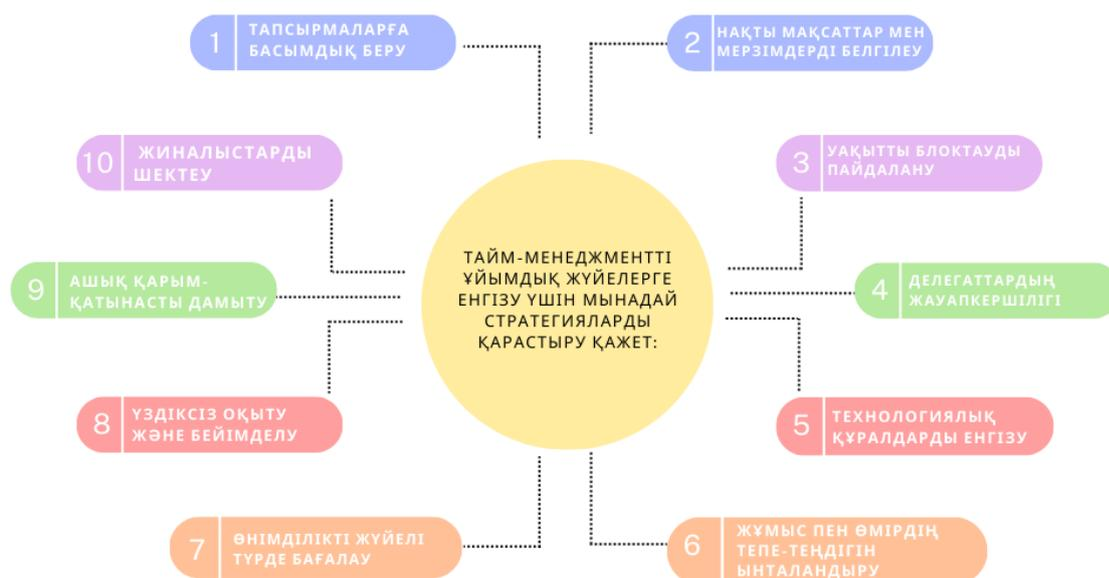 ТАЙМ-МЕНЕДЖМЕНТТІ
ҰЙЫМДЫҚ ЖҮЙЕЛЕРГЕ
ЕНГІЗУ ҮШІН МЫНАДАЙ
СТРАТЕГИЯЛАРДЫ
ҚАРАСТЫРУ ҚАЖЕТ:
1
ТАПСЫРМАЛАРҒА
БАСЫМДЫҚ БЕРУ
2
НАҚТЫ МАҚСАТТАР МЕН
МЕРЗІМДЕРДІ БЕЛГІЛЕУ
3
УАҚЫТТЫ БЛОКТАУДЫ
ПАЙДАЛАНУ
4
ДЕЛЕГАТТАРДЫҢ
ЖАУАПКЕРШІЛІГІ
5
ТЕХНОЛОГИЯЛЫҚ
ҚҰРАЛДАРДЫ ЕНГІЗУ
6
ЖҰМЫС ПЕН ӨМІРДІҢ
ТЕПЕ-ТЕҢДІГІН
ЫНТАЛАНДЫРУ
7
ӨНІМДІЛІКТІ ЖҮЙЕЛІ
ТҮРДЕ БАҒАЛАУ
8
ҮЗДІКСІЗ ОҚЫТУ
ЖӘНЕ БЕЙІМДЕЛУ
9
АШЫҚ ҚАРЫМ-
ҚАТЫНАСТЫ ДАМЫТУ
10
ЖИНАЛЫСТАРДЫ
ШЕКТЕУ